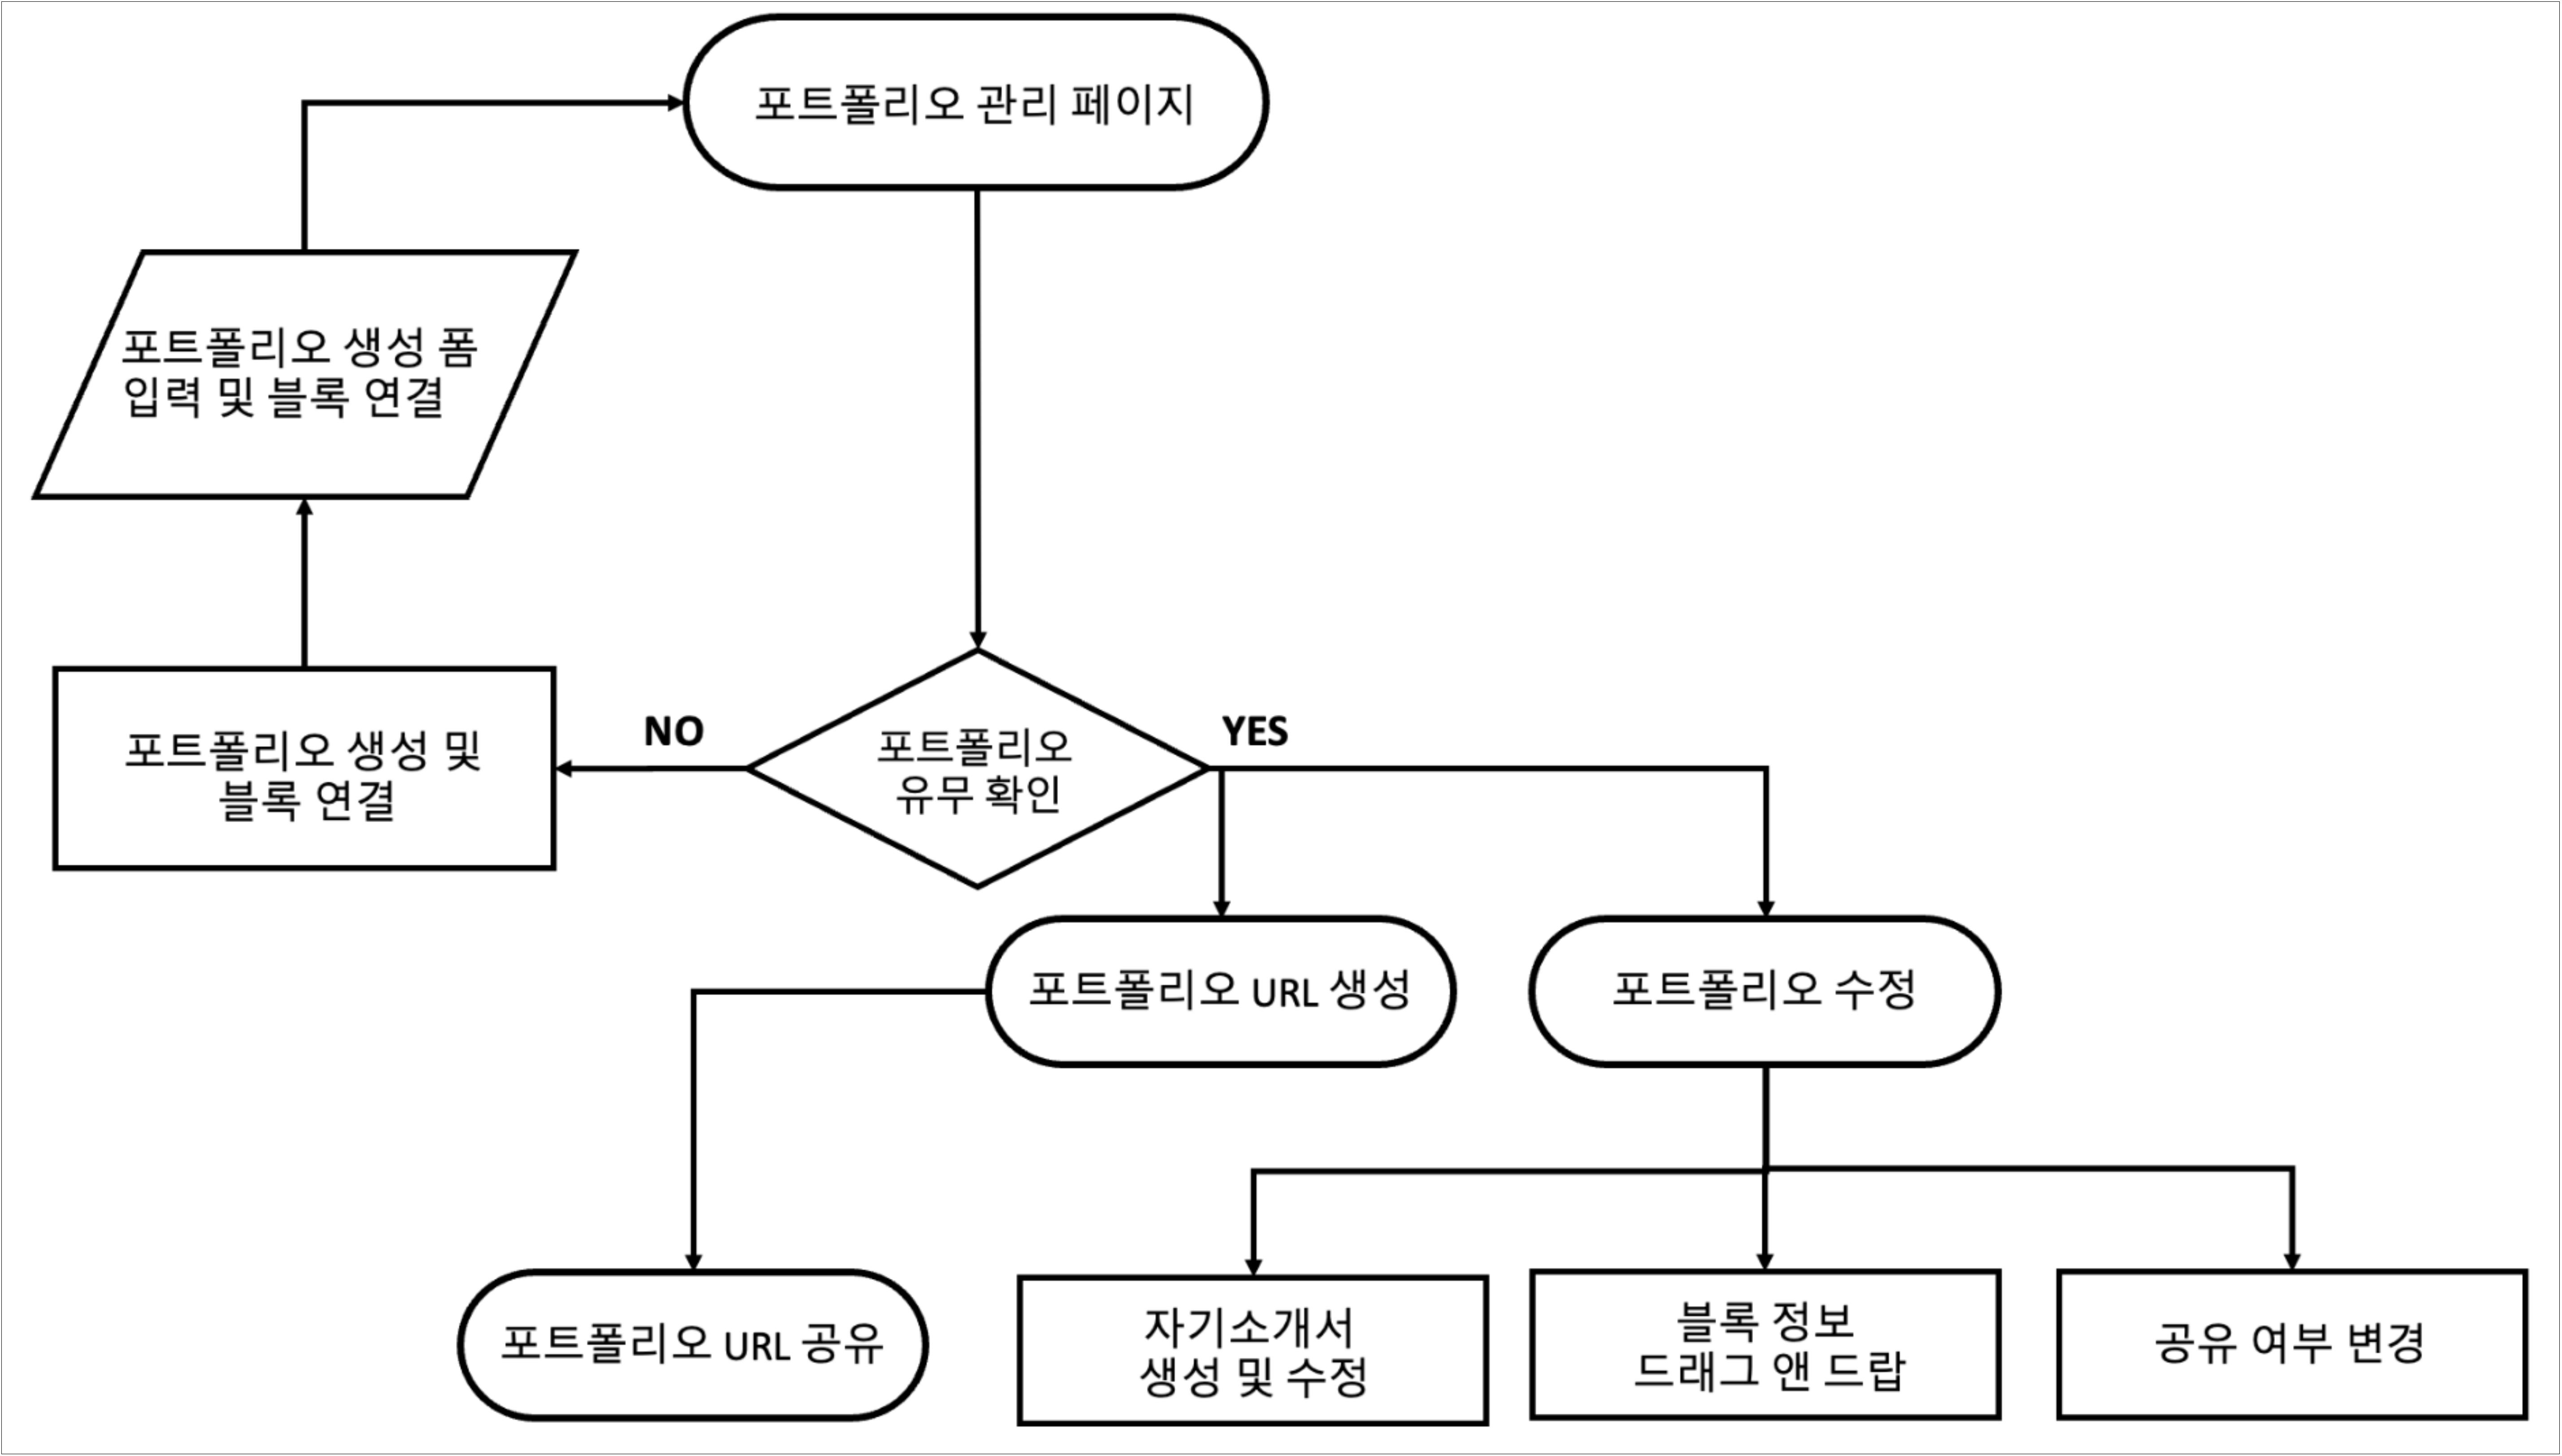 포트폴리오 관리 페이지
포트폴리오 생성 폼
입력 및 블록 연결
포트폴리오 생성 및
블록 연결
NO
포트폴리오
유무 확인
YES
포트폴리오 URL 생성
포트폴리오 수정
포트폴리오 URL 공유
자기소개서
생성 및 수정
블록 정보
드래그 앤 드랍
공유 여부 변경